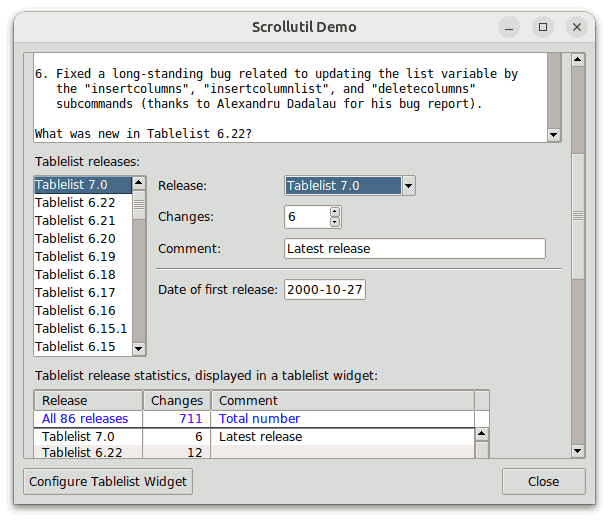 Scrollutil Demo
6. Fixed a long-standing bug related to updating the list variable by
the "insertcolumns", "insertcolumnlist", and "deletecolumns"
subcommands (thanks to Alexandru Dadalau for his bug report).
What was new in Tablelist 6.22?
Tablelist releases:
Tablelist 7.0
Tablelist 6.22
Tablelist 6.21
Tablelist 6.20
Tablelist 6.19
Tablelist 6.18
Tablelist 6.17
Tablelist 6.16
Tablelist 6.15.1
Tablelist 6.15
Release: Tablelist 7.0
Changes: 6
Comment: Latest release
Date of first release: 2000-10-27
Tablelist release statistics, displayed in a tablelist widget:
Release Changes Comment
All 86 releases 711 Total number
Tablelist 7.0 6 Latest release
Tablelist 6.22 12
Configure Tablelist Widget Close